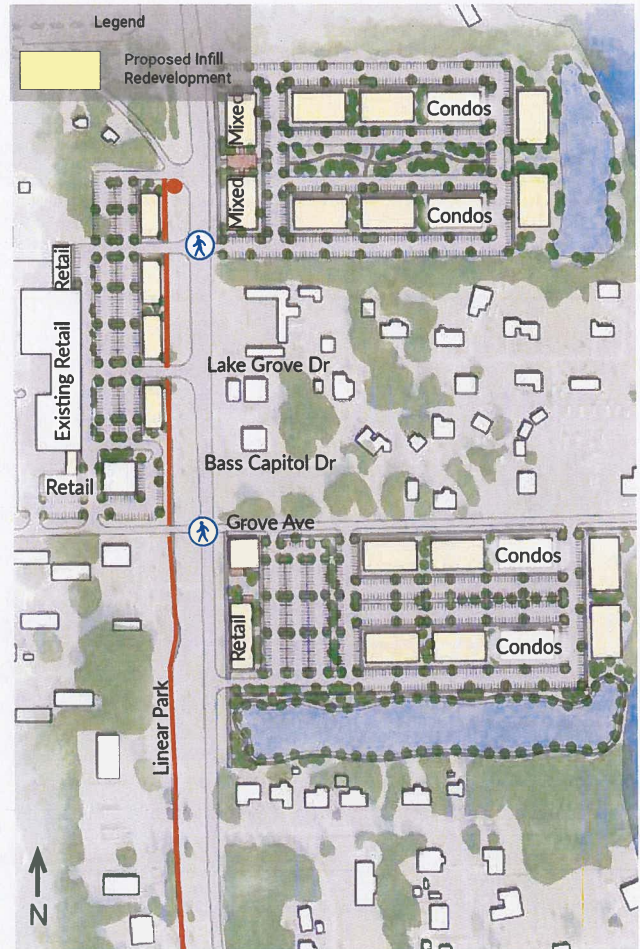 Legend
Proposed Infill
Redevelopment
Mixed
Condos
Mixed
Condos
Retail
Existing Retail
Lake Grove Dr
Bass Capitol Dr
Retail
Grove Ave
Condos
Retail
Condos
Linear Park
N